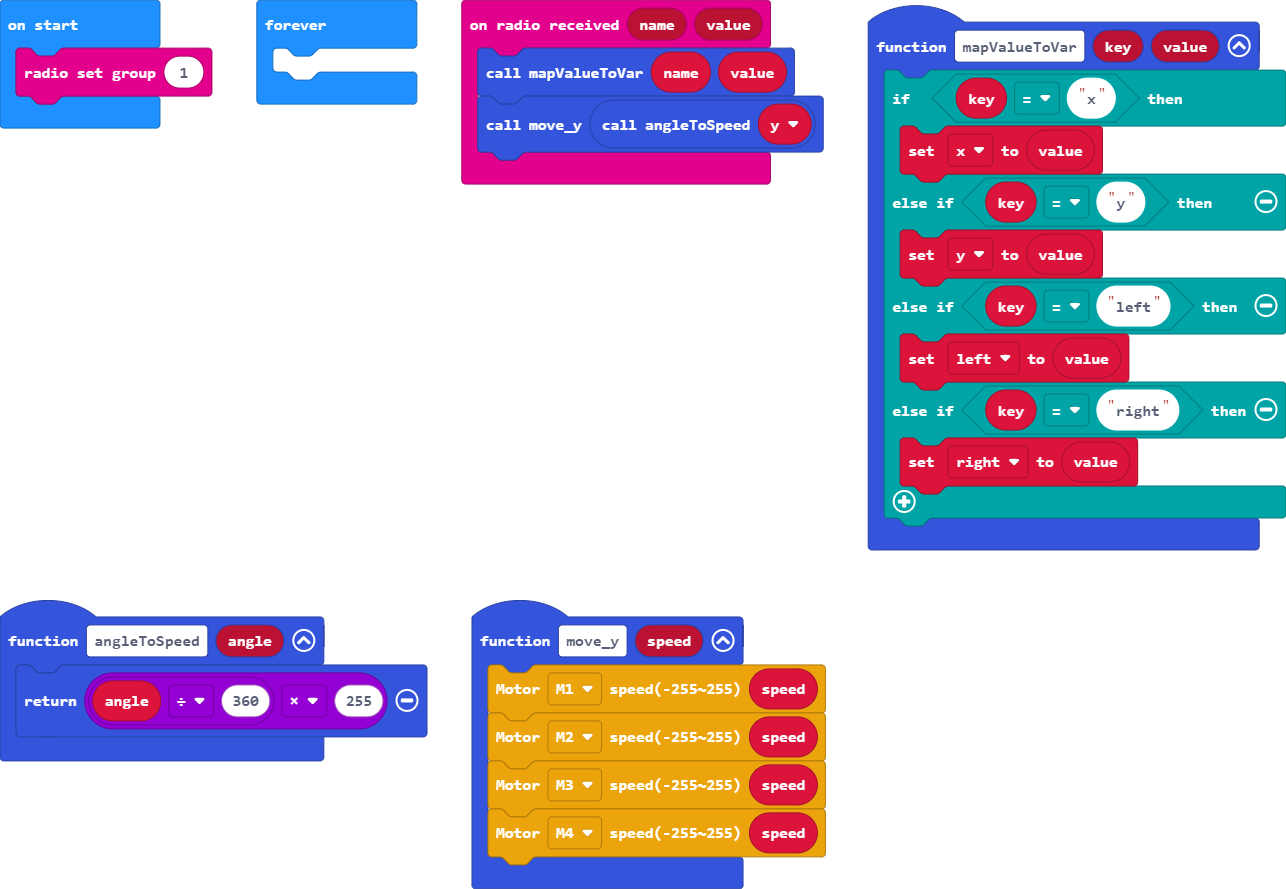 on start
radio set group 1
forever
on radio received name value
call mapValueToVar name value
call move_y call angleToSpeed y
function mapValueToVar key value
if key = "x" then
set x to value
else if key = "y" then
set y to value
else if key = "left" then
set left to value
else if key = "right" then
set right to value
function angleToSpeed angle
return angle ÷ 360 × 255
function move_y speed
Motor M1 speed(-255~255) speed
Motor M2 speed(-255~255) speed
Motor M3 speed(-255~255) speed
Motor M4 speed(-255~255) speed